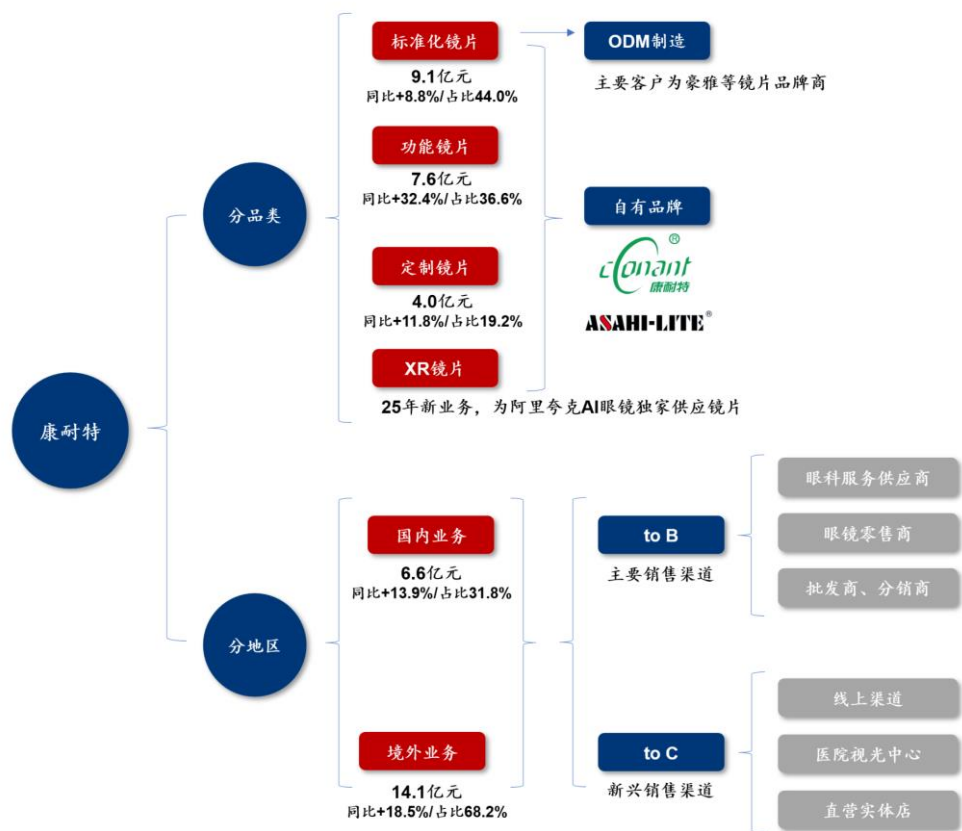 标准化镜片
ODM制造
9.1亿元
同比+8.8%/占比44.0%
主要客户为豪雅等镜片品牌商
功能镜片
7.6亿元
同比+32.4%/占比36.6%
分品类
自有品牌
conant®
康耐特
定制镜片
4.0亿元
同比+11.8%/占比19.2%
ASAHI-LITE®
XR镜片
25年新业务，为阿里夸克AI眼镜独家供应镜片
康耐特
国内业务
6.6亿元
同比+13.9%/占比31.8%
to B
主要销售渠道
眼科服务供应商
眼镜零售商
批发商、分销商
分地区
境外业务
14.1亿元
同比+18.5%/占比68.2%
to C
新兴销售渠道
线上渠道
医院视光中心
直营实体店